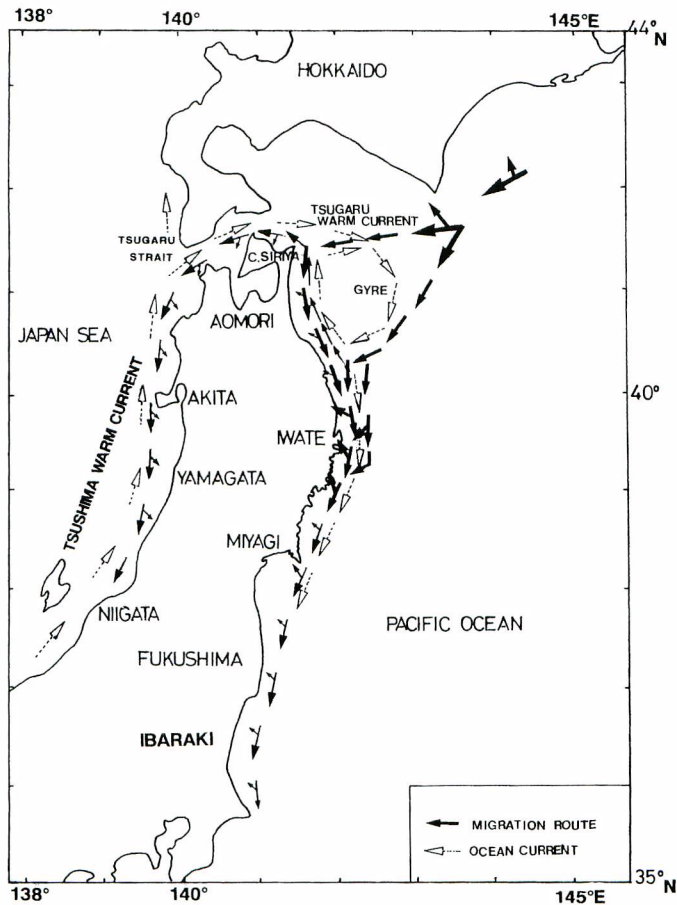 138°
140°
145°E
44°N
HOKKAIDO
TSUGARU
WARM CURRENT
TSUGARU
STRAIT
C.SIRIYA
GYRE
AOMORI
JAPAN SEA
40°
AKITA
TSUSHIMA WARM CURRENT
IWATE
YAMAGATA
MIYAGI
NIIGATA
PACIFIC OCEAN
FUKUSHIMA
IBARAKI
MIGRATION ROUTE
OCEAN CURRENT
35°N
138°
140°
145°E